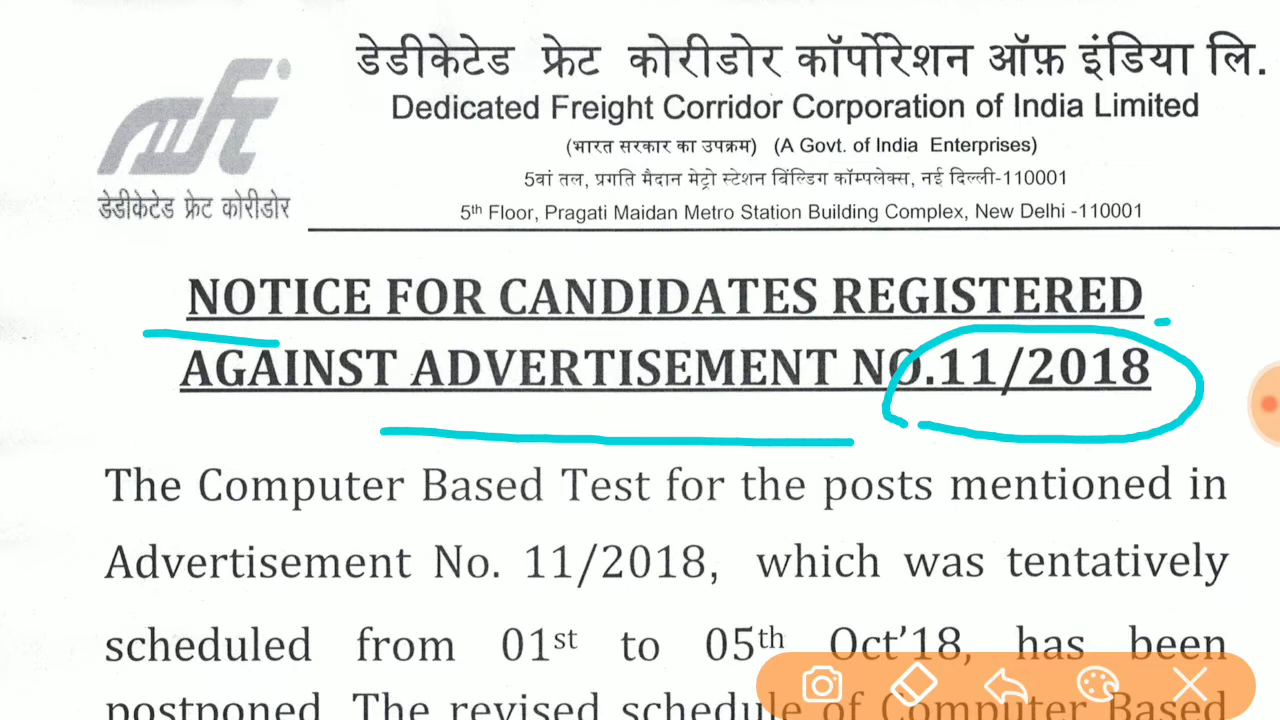 डेडीकेटेड फ्रेट कोरीडोर कॉर्पोरेशन ऑफ़ इंडिया लि.
Dedicated Freight Corridor Corporation of India Limited
(भारत सरकार का उपक्रम) (A Govt. of India Enterprises)
5वां तल, प्रगति मैदान मेट्रो स्टेशन बिंल्डिग कॉम्पलेक्स, नई दिल्ली-110001
5th Floor, Pragati Maidan Metro Station Building Complex, New Delhi -110001
डेडीकेटेड फ्रेट कोरीडोर
NOTICE FOR CANDIDATES REGISTERED
AGAINST ADVERTISEMENT NO.11/2018
The Computer Based Test for the posts mentioned in
Advertisement No. 11/2018, which was tentatively
scheduled from 01st to 05th Oct'18, has been
postponed. The revised schedule of Computer Based